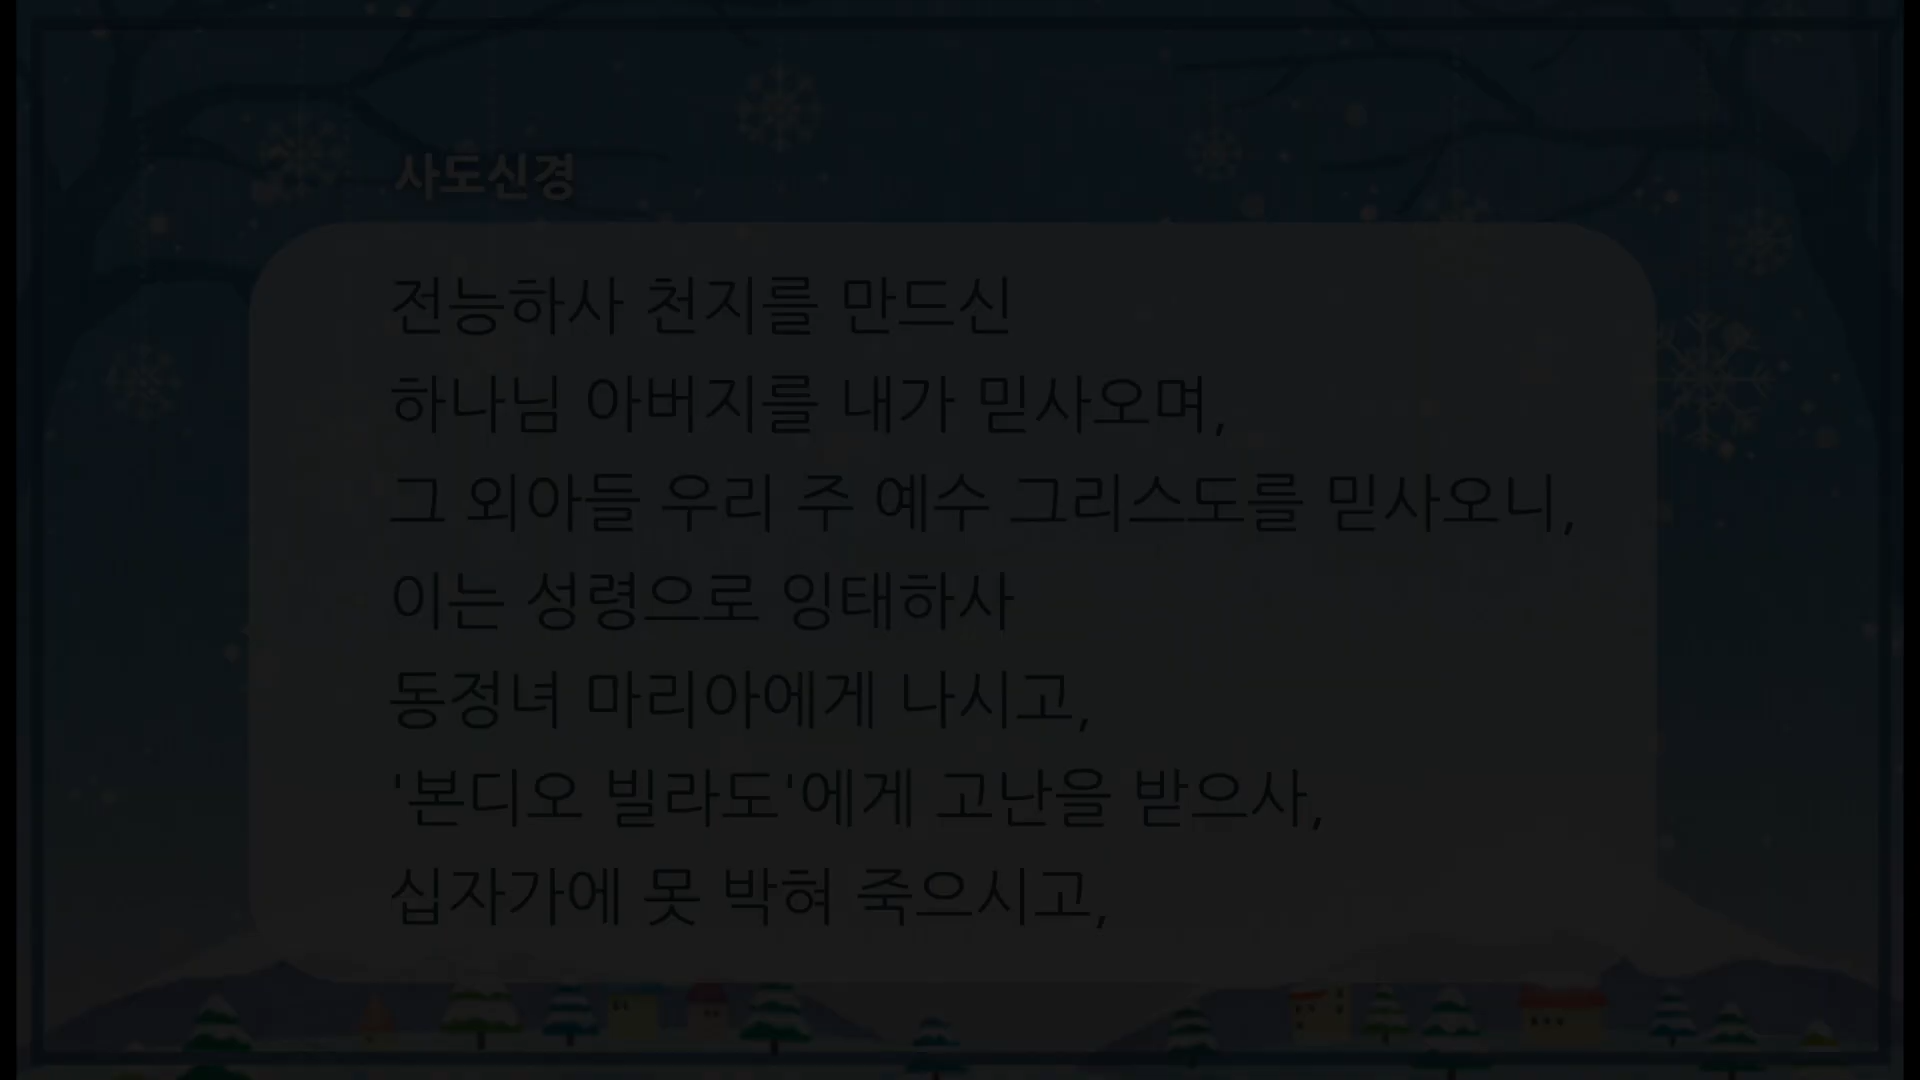 사도신경
전능하사 천지를 만드신
하나님 아버지를 내가 믿사오며,
그 외아들 우리 주 예수 그리스도를 믿사오니,
이는 성령으로 잉태하사
동정녀 마리아에게 나시고,
'본디오 빌라도'에게 고난을 받으사,
십자가에 못 박혀 죽으시고,